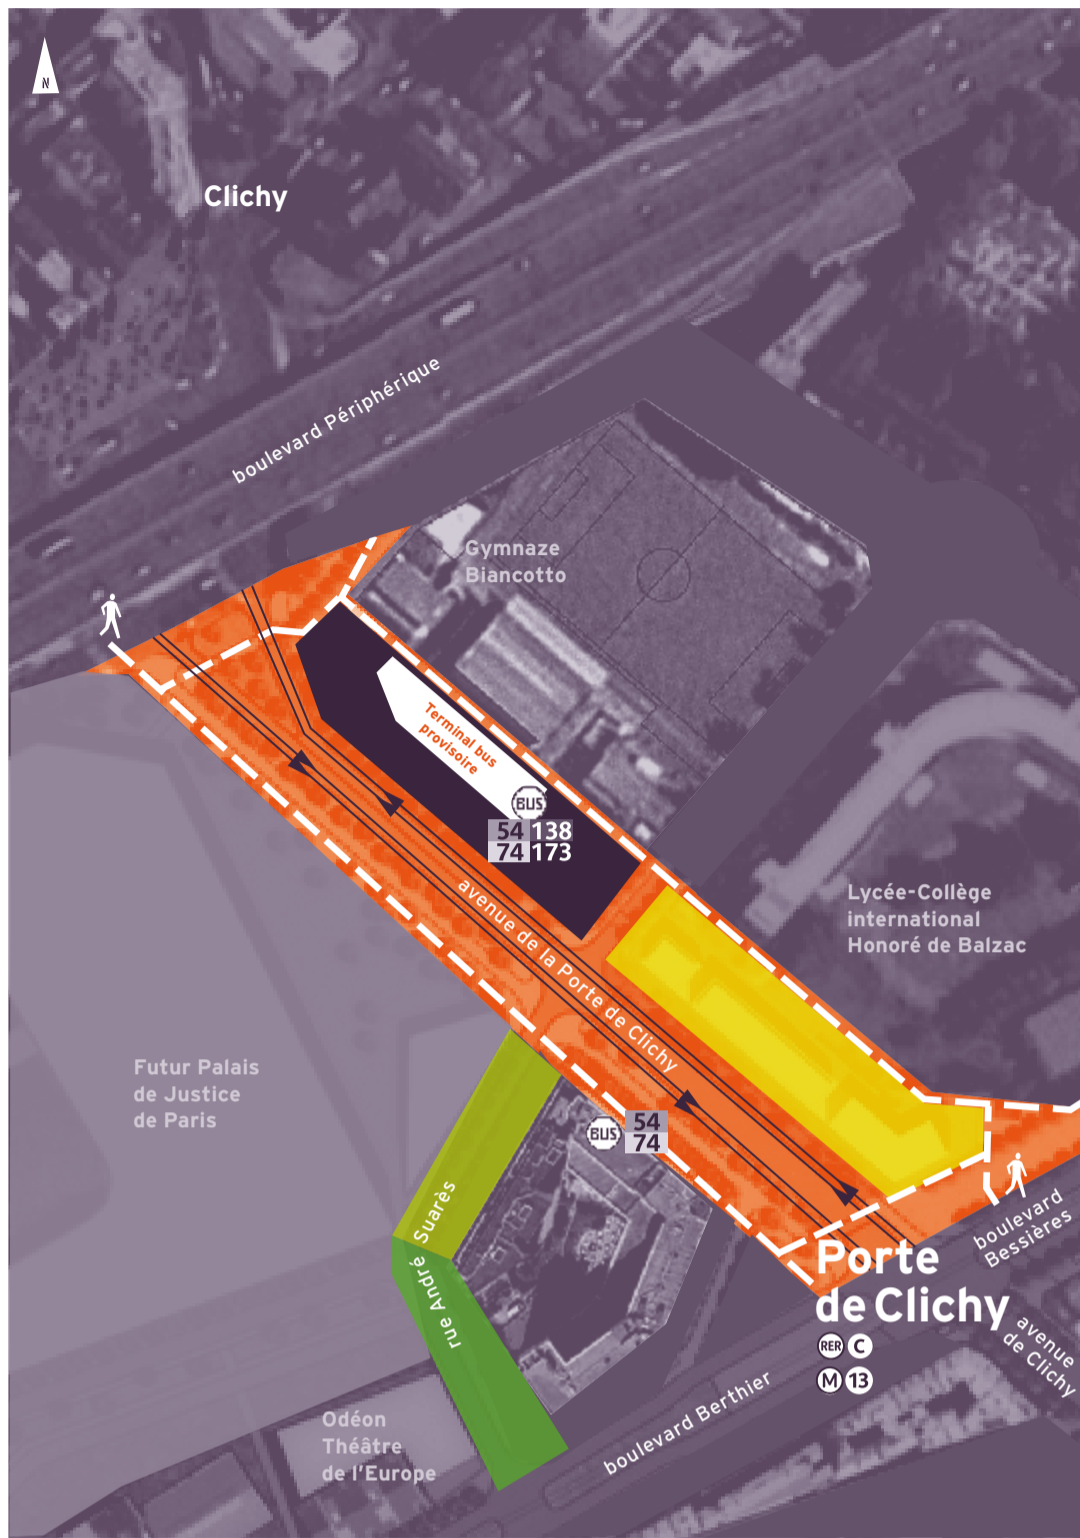 N
Clichy
boulevard Périphérique
Gymnaze
Biancotto
Terminal bus
provisoire
BUS
54 138
74 173
avenue de la Porte de Clichy
Lycée-Collège
international
Honoré de Balzac
Futur Palais
de Justice
de Paris
BUS
54
74
rue André Suarès
boulevard
Bessières
Porte
de Clichy
RER C
M 13
avenue
de Clichy
boulevard Berthier
Odéon
Théâtre
de l'Europe